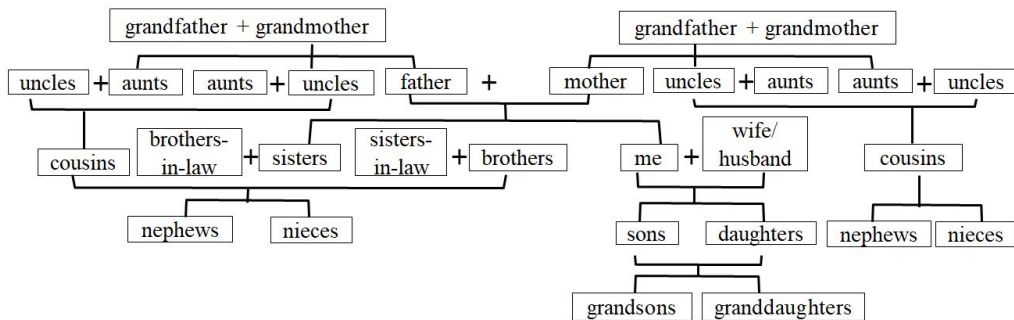 grandfather + grandmother
grandfather + grandmother
uncles + aunts aunts + uncles father + mother uncles + aunts aunts + uncles
brothers-
in-law
sisters-
in-law
wife/
husband
cousins + sisters + brothers me + cousins
nephews nieces sons daughters nephews nieces
grandsons granddaughters